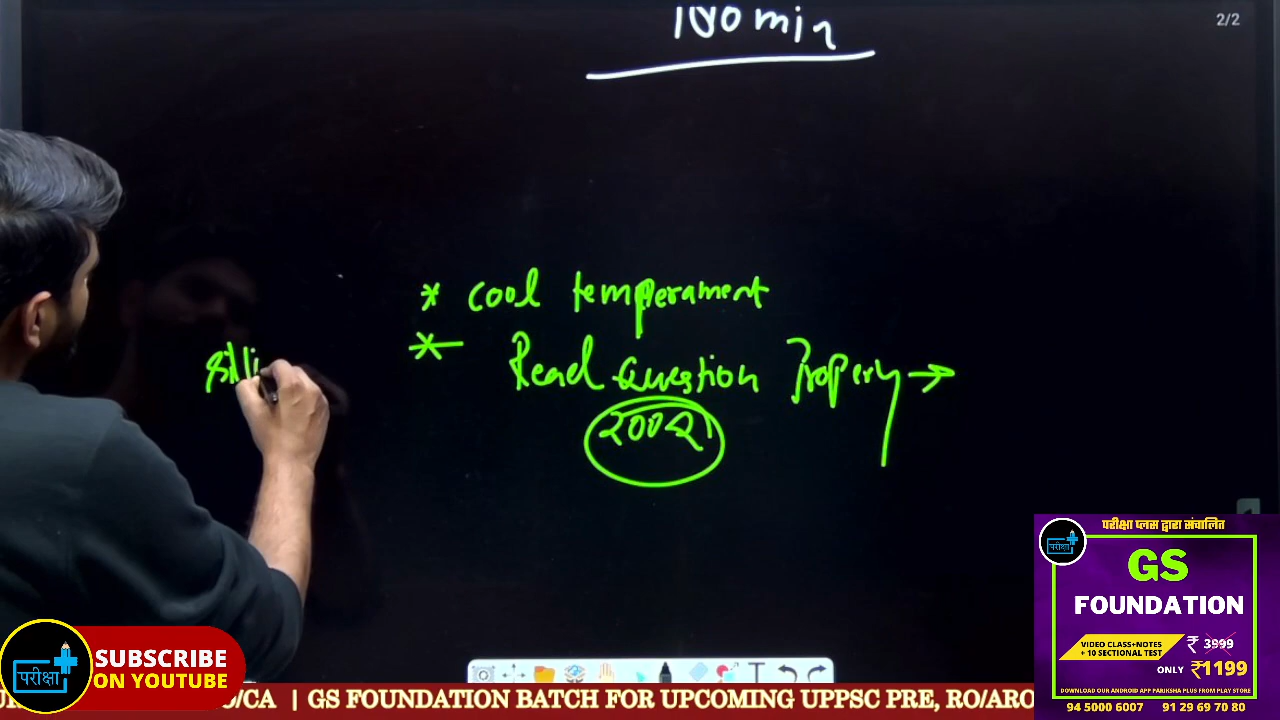 180 min
2/2
* cool temperament
* Read Question Properly →
200Q
परीक्षा
SUBSCRIBE
ON YOUTUBE
परीक्षा प्लस द्वारा संचालित
परीक्षा
GS
FOUNDATION
VIDEO CLASS+NOTES
+ 10 SECTIONAL TEST
₹ 3999
ONLY ₹1199
DOWNLOAD OUR ANDROID APP PARIKSHA PLUS FROM PLAY STORE
94 5000 6007 91 29 69 70 80
O/CA | GS FOUNDATION BATCH FOR UPCOMING UPPSC PRE, RO/ARO